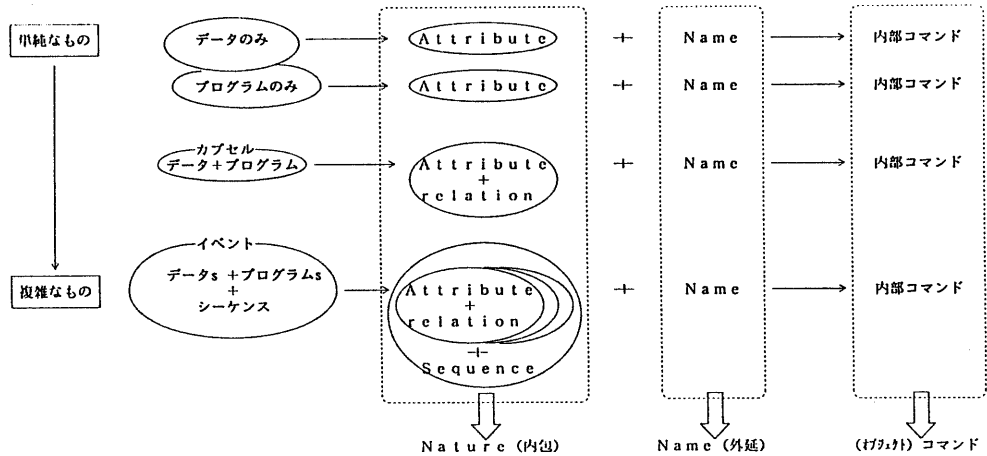 単純なもの
データのみ
Attribute + Name 内部コマンド
プログラムのみ
Attribute + Name 内部コマンド
カプセル
データ+プログラム
Attribute
+
relation
+ Name 内部コマンド
イベント
データs +プログラムs
+
シーケンス
複雑なもの
Attribute
+
relation
+
Sequence
+ Name 内部コマンド
Nature (内包)
Name (外延)
(ｵﾌﾞｼﾞｪｸﾄ) コマンド